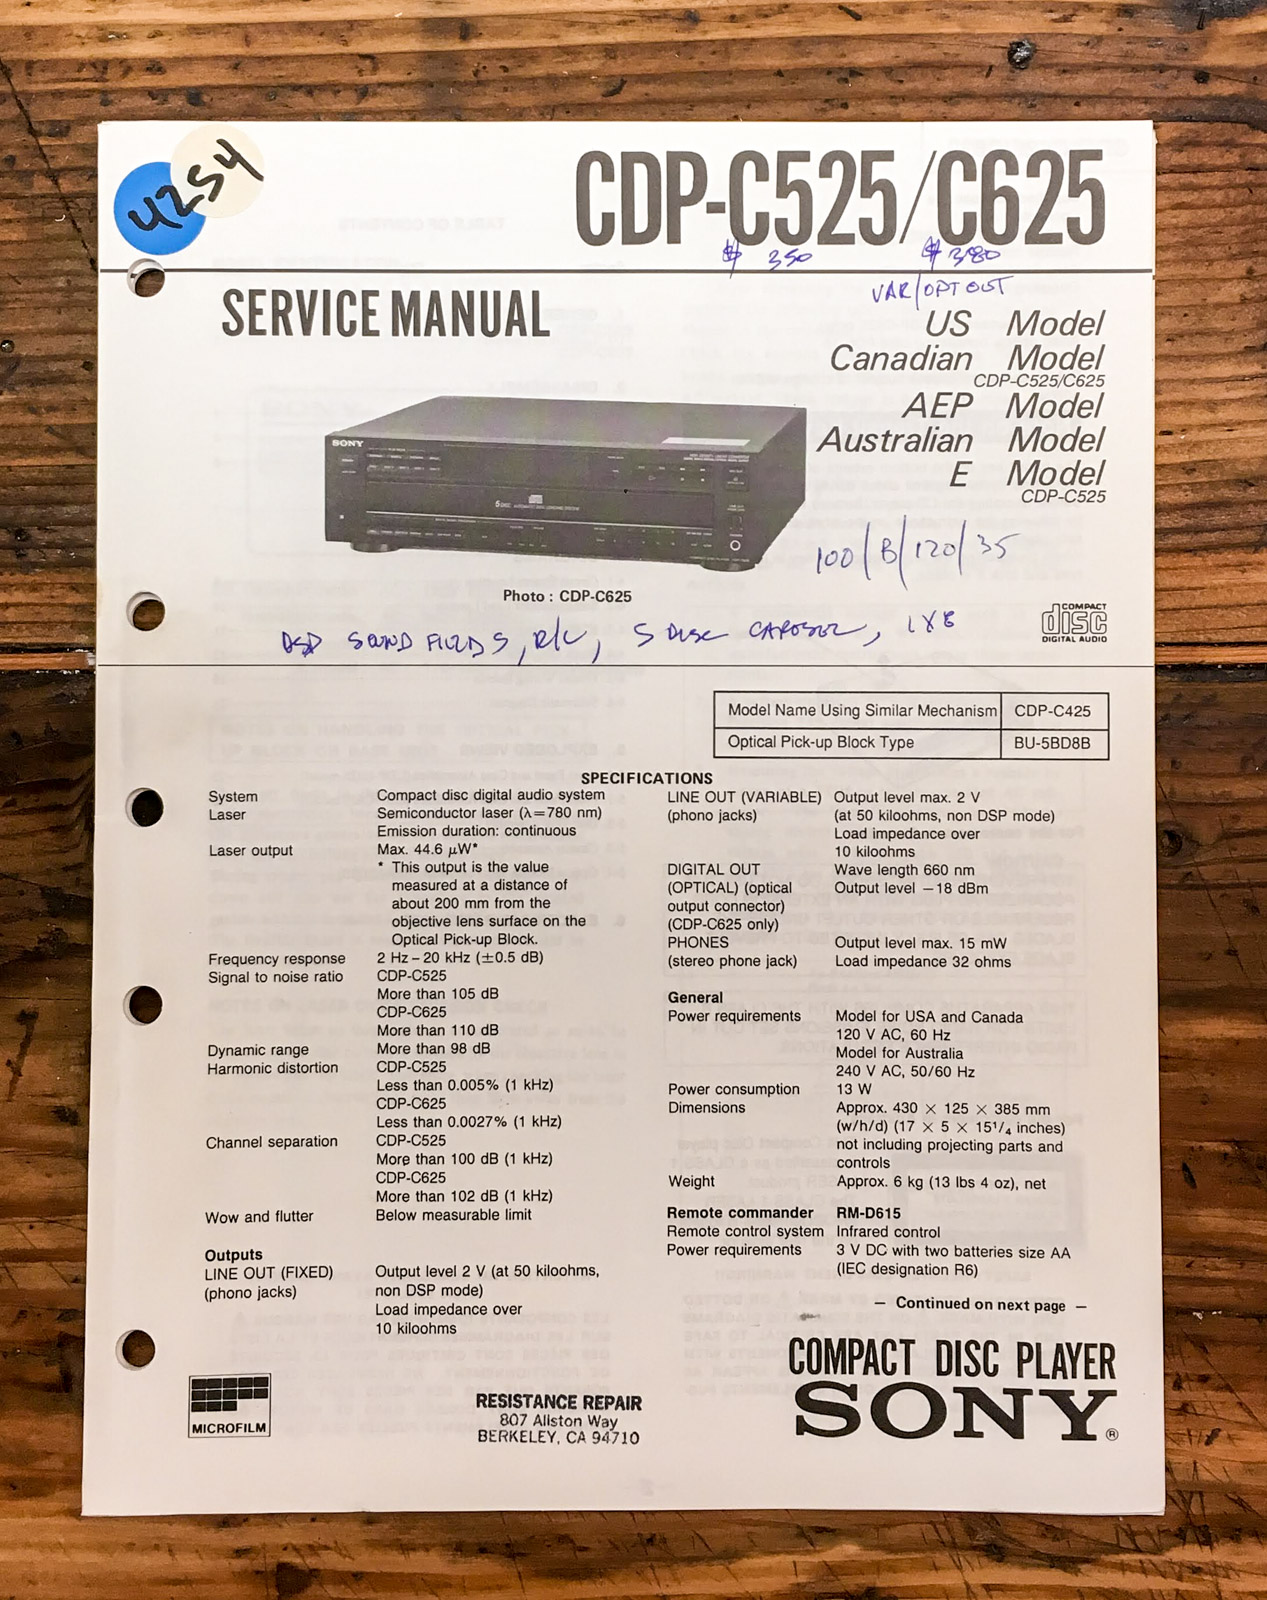 4254
CDP-C525/C625
$ 350 $ 380
VAR/OPT OUT
SERVICE MANUAL
US Model
Canadian Model
CDP-C525/C625
AEP Model
Australian Model
E Model
CDP-C525
SONY
5 DISC
100/B/120/35
Photo : CDP-C625
COMPACT
disc
DIGITAL AUDIO
DSP SOUND FIELDS, R/C, 5 DISC CAROSEL, 1X8
Model Name Using Similar Mechanism CDP-C425
Optical Pick-up Block Type BU-5BD8B
SPECIFICATIONS
System Compact disc digital audio system
Laser Semiconductor laser (λ=780 nm)
Emission duration: continuous
Laser output Max. 44.6 μW*
* This output is the value
measured at a distance of
about 200 mm from the
objective lens surface on the
Optical Pick-up Block.
Frequency response 2 Hz–20 kHz (±0.5 dB)
Signal to noise ratio CDP-C525
More than 105 dB
CDP-C625
More than 110 dB
Dynamic range More than 98 dB
Harmonic distortion CDP-C525
Less than 0.005% (1 kHz)
CDP-C625
Less than 0.0027% (1 kHz)
Channel separation CDP-C525
More than 100 dB (1 kHz)
CDP-C625
More than 102 dB (1 kHz)
Wow and flutter Below measurable limit
Outputs
LINE OUT (FIXED) Output level 2 V (at 50 kiloohms,
(phono jacks) non DSP mode)
Load impedance over
10 kiloohms
LINE OUT (VARIABLE) Output level max. 2 V
(phono jacks) (at 50 kiloohms, non DSP mode)
Load impedance over
10 kiloohms
DIGITAL OUT Wave length 660 nm
(OPTICAL) (optical Output level −18 dBm
output connector)
(CDP-C625 only)
PHONES Output level max. 15 mW
(stereo phone jack) Load impedance 32 ohms
General
Power requirements Model for USA and Canada
120 V AC, 60 Hz
Model for Australia
240 V AC, 50/60 Hz
Power consumption 13 W
Dimensions Approx. 430 × 125 × 385 mm
(w/h/d) (17 × 5 × 15¹/₄ inches)
not including projecting parts and
controls
Weight Approx. 6 kg (13 lbs 4 oz), net
Remote commander RM-D615
Remote control system Infrared control
Power requirements 3 V DC with two batteries size AA
(IEC designation R6)
— Continued on next page —
MICROFILM
RESISTANCE REPAIR
807 Allston Way
BERKELEY, CA 94710
COMPACT DISC PLAYER
SONY®